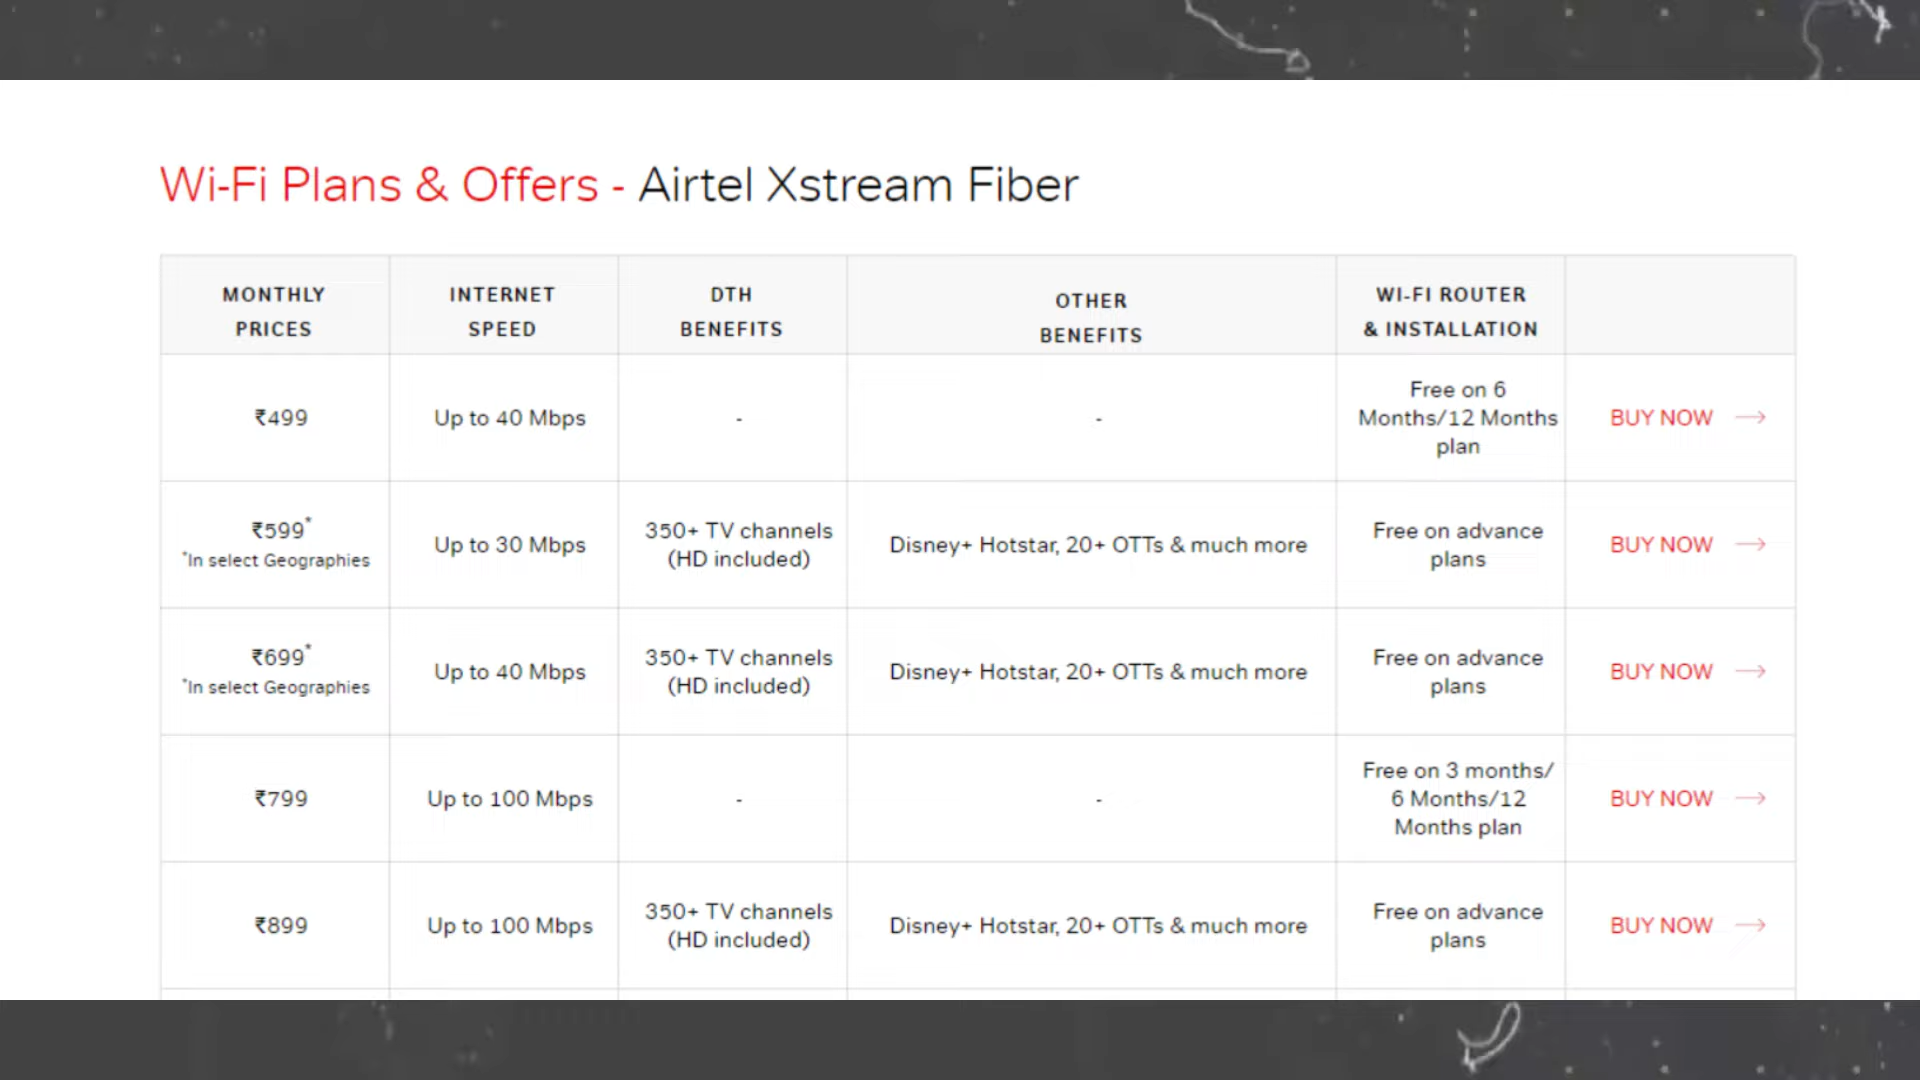 Wi-Fi Plans & Offers - Airtel Xstream Fiber
MONTHLY
PRICES
INTERNET
SPEED
DTH
BENEFITS
OTHER
BENEFITS
WI-FI ROUTER
& INSTALLATION
₹499
Up to 40 Mbps
-
-
Free on 6
Months/12 Months
plan
BUY NOW
₹599*
*In select Geographies
Up to 30 Mbps
350+ TV channels
(HD included)
Disney+ Hotstar, 20+ OTTs & much more
Free on advance
plans
BUY NOW
₹699*
*In select Geographies
Up to 40 Mbps
350+ TV channels
(HD included)
Disney+ Hotstar, 20+ OTTs & much more
Free on advance
plans
BUY NOW
₹799
Up to 100 Mbps
-
-
Free on 3 months/
6 Months/12
Months plan
BUY NOW
₹899
Up to 100 Mbps
350+ TV channels
(HD included)
Disney+ Hotstar, 20+ OTTs & much more
Free on advance
plans
BUY NOW